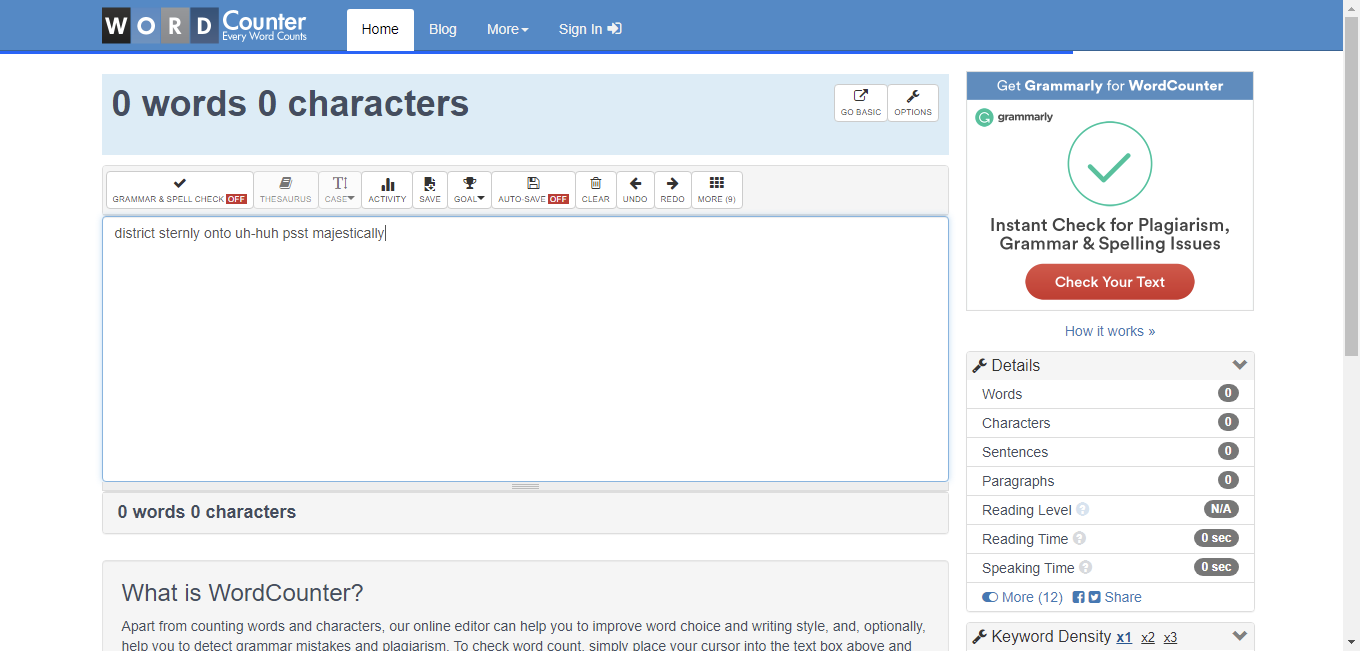 WORD Counter
Every Word Counts
Home
Blog
More
Sign In
0 words 0 characters
GO BASIC
OPTIONS
GRAMMAR & SPELL CHECK OFF
THESAURUS
CASE
ACTIVITY
SAVE
GOAL
AUTO-SAVE OFF
CLEAR
UNDO
REDO
MORE (9)
district sternly onto uh-huh psst majestically
0 words 0 characters
What is WordCounter?
Apart from counting words and characters, our online editor can help you to improve word choice and writing style, and, optionally,
help you to detect grammar mistakes and plagiarism. To check word count, simply place your cursor into the text box above and
Get Grammarly for WordCounter
grammarly
Instant Check for Plagiarism,
Grammar & Spelling Issues
Check Your Text
How it works »
Details
Words 0
Characters 0
Sentences 0
Paragraphs 0
Reading Level ? N/A
Reading Time ? 0 sec
Speaking Time ? 0 sec
More (12) Share
Keyword Density x1 x2 x3